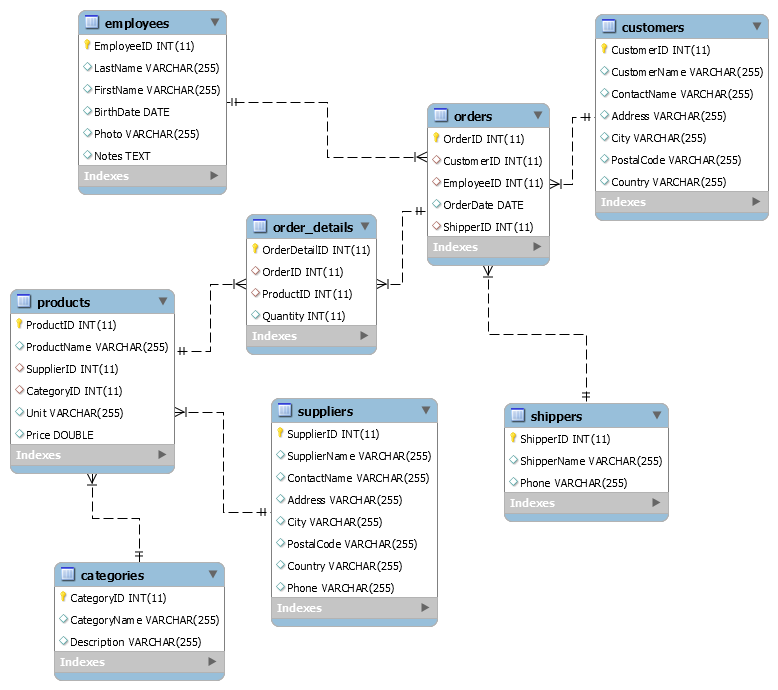 employees
EmployeeID INT(11)
LastName VARCHAR(255)
FirstName VARCHAR(255)
BirthDate DATE
Photo VARCHAR(255)
Notes TEXT
Indexes
customers
CustomerID INT(11)
CustomerName VARCHAR(255)
ContactName VARCHAR(255)
Address VARCHAR(255)
City VARCHAR(255)
PostalCode VARCHAR(255)
Country VARCHAR(255)
Indexes
orders
OrderID INT(11)
CustomerID INT(11)
EmployeeID INT(11)
OrderDate DATE
ShipperID INT(11)
Indexes
order_details
OrderDetailID INT(11)
OrderID INT(11)
ProductID INT(11)
Quantity INT(11)
Indexes
products
ProductID INT(11)
ProductName VARCHAR(255)
SupplierID INT(11)
CategoryID INT(11)
Unit VARCHAR(255)
Price DOUBLE
Indexes
suppliers
SupplierID INT(11)
SupplierName VARCHAR(255)
ContactName VARCHAR(255)
Address VARCHAR(255)
City VARCHAR(255)
PostalCode VARCHAR(255)
Country VARCHAR(255)
Phone VARCHAR(255)
Indexes
shippers
ShipperID INT(11)
ShipperName VARCHAR(255)
Phone VARCHAR(255)
Indexes
categories
CategoryID INT(11)
CategoryName VARCHAR(255)
Description VARCHAR(255)
Indexes